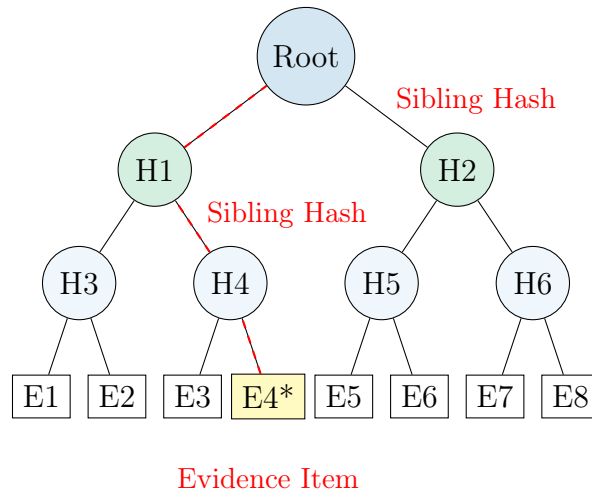 Root
Sibling Hash
H1
H2
Sibling Hash
H3
H4
H5
H6
E1
E2
E3
E4*
E5
E6
E7
E8
Evidence Item